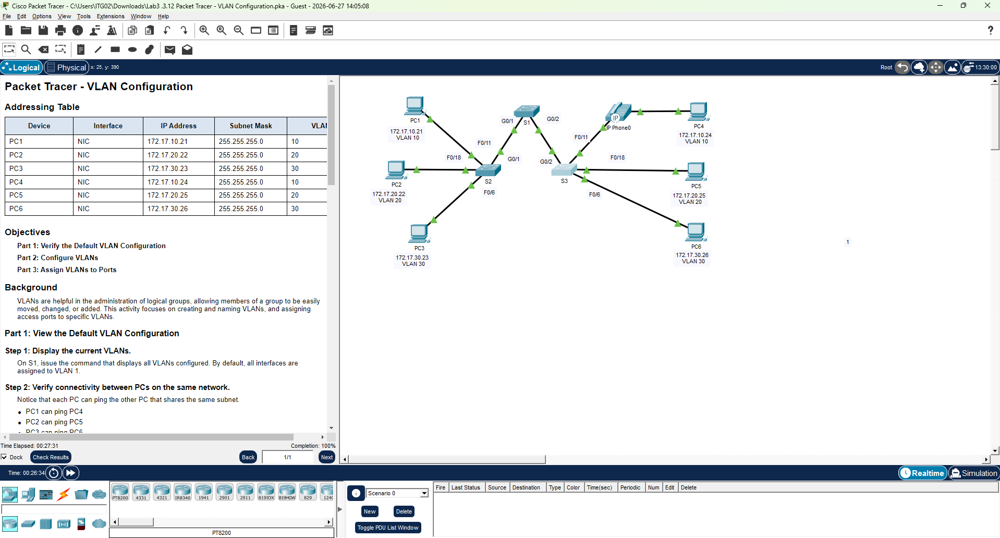 Cisco Packet Tracer - C:\Users\ITG02\Downloads\Lab3 .3.12 Packet Tracer - VLAN Configuration.pka - Guest - 2026-06-27 14:05:08
File Edit Options View Tools Extensions Window Help
Logical Physical x: 25, y: 390 Root 13:30:00
Packet Tracer - VLAN Configuration
Addressing Table
Device Interface IP Address Subnet Mask VLAN
PC1 NIC 172.17.10.21 255.255.255.0 10
PC2 NIC 172.17.20.22 255.255.255.0 20
PC3 NIC 172.17.30.23 255.255.255.0 30
PC4 NIC 172.17.10.24 255.255.255.0 10
PC5 NIC 172.17.20.25 255.255.255.0 20
PC6 NIC 172.17.30.26 255.255.255.0 30
Objectives
Part 1: Verify the Default VLAN Configuration
Part 2: Configure VLANs
Part 3: Assign VLANs to Ports
Background
VLANs are helpful in the administration of logical groups, allowing members of a group to be easily
moved, changed, or added. This activity focuses on creating and naming VLANs, and assigning
access ports to specific VLANs.
Part 1: View the Default VLAN Configuration
Step 1: Display the current VLANs.
On S1, issue the command that displays all VLANs configured. By default, all interfaces are
assigned to VLAN 1.
Step 2: Verify connectivity between PCs on the same network.
Notice that each PC can ping the other PC that shares the same subnet.
• PC1 can ping PC4
• PC2 can ping PC5
• PC3 can ping PC6
Time Elapsed: 00:27:31 Completion: 100%
Dock Check Results Back 1/1 Next
PC1
172.17.10.21
VLAN 10
G0/1 S1 G0/2
IP
IP Phone0
PC4
172.17.10.24
VLAN 10
F0/11
F0/18
G0/1
G0/2
F0/11
F0/18
PC2
172.17.20.22
VLAN 20
S2
F0/6
S3
F0/6
PC5
172.17.20.25
VLAN 20
PC3
172.17.30.23
VLAN 30
PC6
172.17.30.26
VLAN 30
1
Time: 00:26:34 Realtime Simulation
PT8200 4331 4321 IR8340 1941 2901 2911 819IOX 819HGW 829 1240
PT8200
Scenario 0
New Delete
Toggle PDU List Window
Fire Last Status Source Destination Type Color Time(sec) Periodic Num Edit Delete